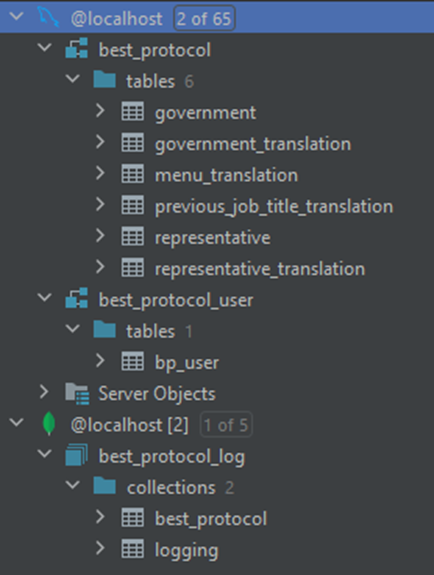 @localhost 2 of 65
best_protocol
tables 6
government
government_translation
menu_translation
previous_job_title_translation
representative
representative_translation
best_protocol_user
tables 1
bp_user
Server Objects
@localhost [2] 1 of 5
best_protocol_log
collections 2
best_protocol
logging